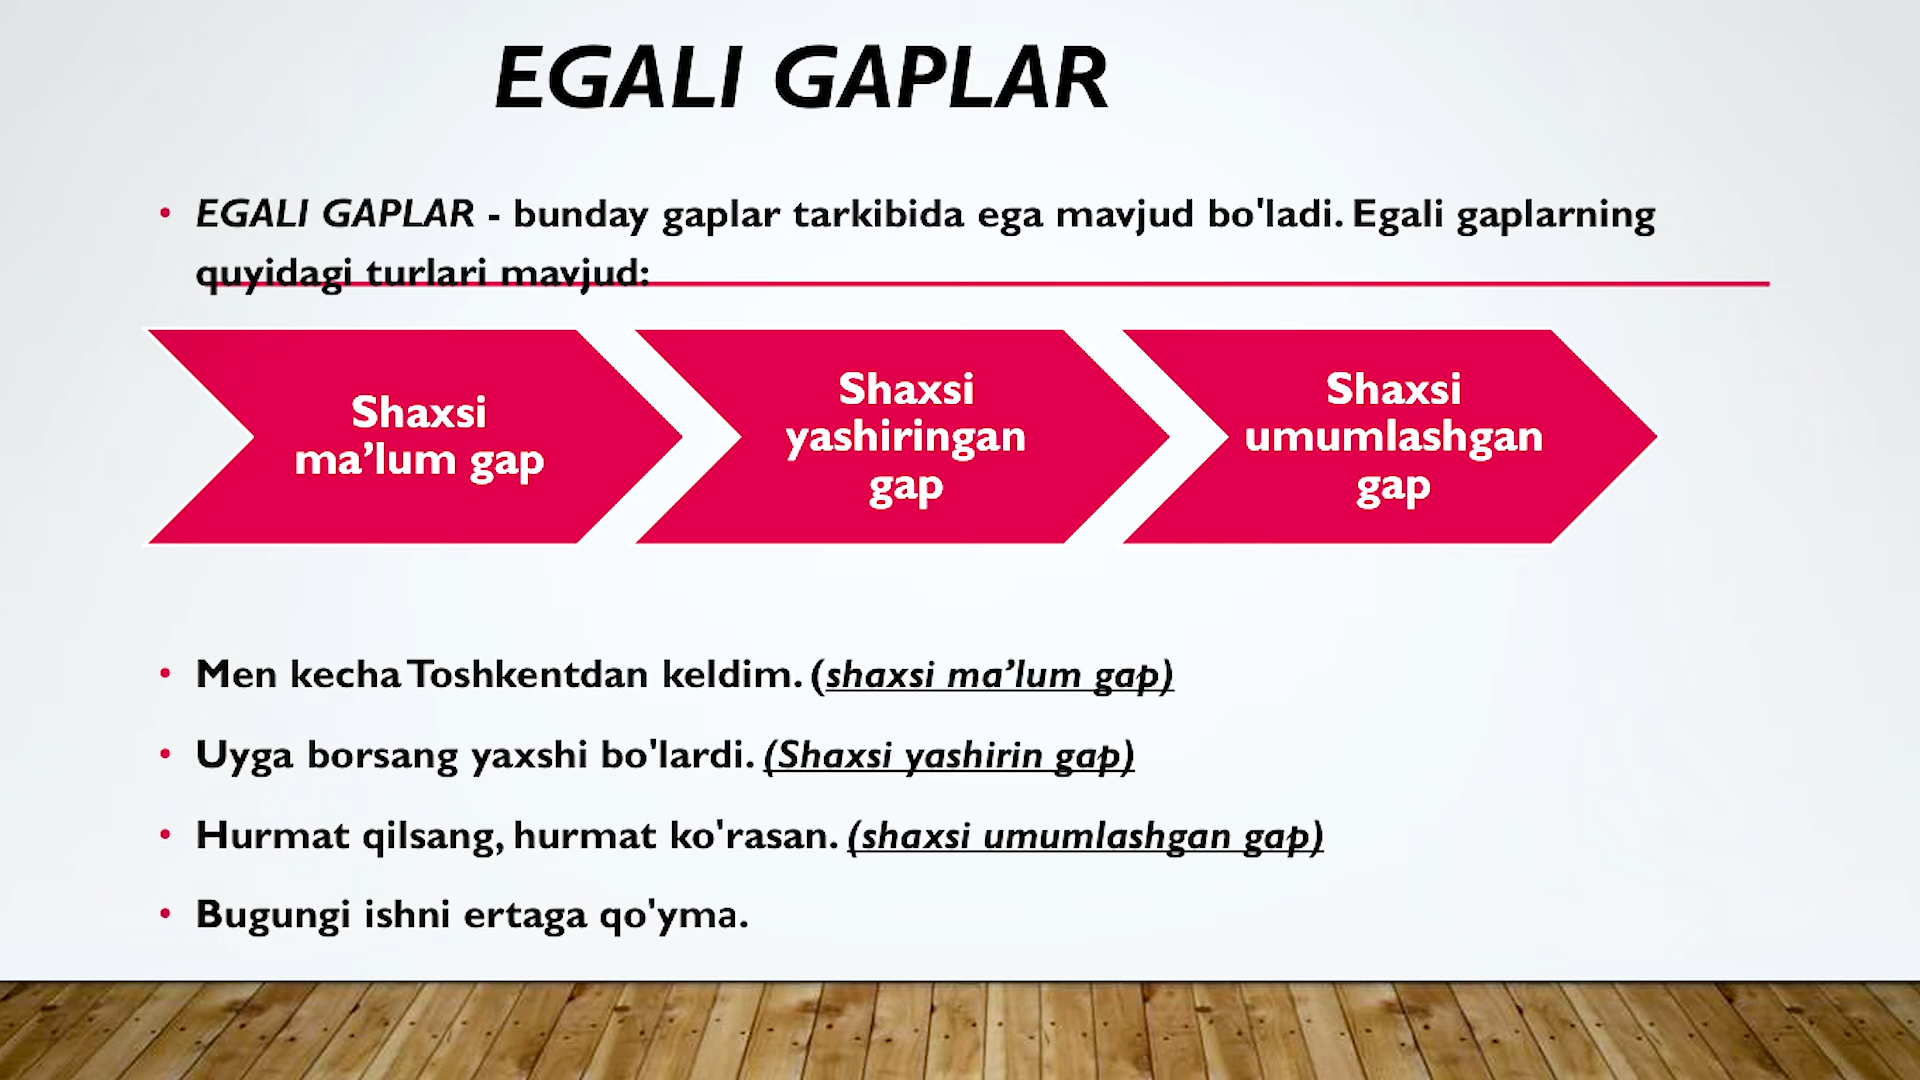 EGALI GAPLAR
• EGALI GAPLAR - bunday gaplar tarkibida ega mavjud bo'ladi. Egali gaplarning
quyidagi turlari mavjud:
Shaxsi
ma’lum gap
Shaxsi
yashiringan
gap
Shaxsi
umumlashgan
gap
• Men kecha Toshkentdan keldim. (shaxsi ma’lum gap)
• Uyga borsang yaxshi bo'lardi. (Shaxsi yashirin gap)
• Hurmat qilsang, hurmat ko'rasan. (shaxsi umumlashgan gap)
• Bugungi ishni ertaga qo'yma.